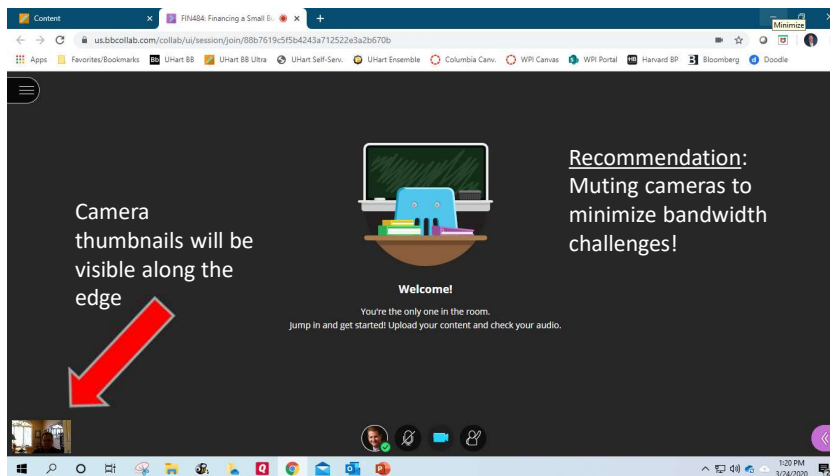 Content
FIN484: Financing a Small Bu
Minimize
us.bbcollab.com/collab/ui/session/join/88b7619c5f5b4243a712522e3a2b670b
Apps Favorites/Bookmarks Bb UHart BB UHart BB Ultra UHart Self-Serv. UHart Ensemble Columbia Canv. WPI Canvas WPI Portal Harvard BP Bloomberg Doodle
Recommendation:
Muting cameras to
minimize bandwidth
challenges!
Camera
thumbnails will be
visible along the
edge
Welcome!
You're the only one in the room.
Jump in and get started! Upload your content and check your audio.
1:20 PM
3/24/2020